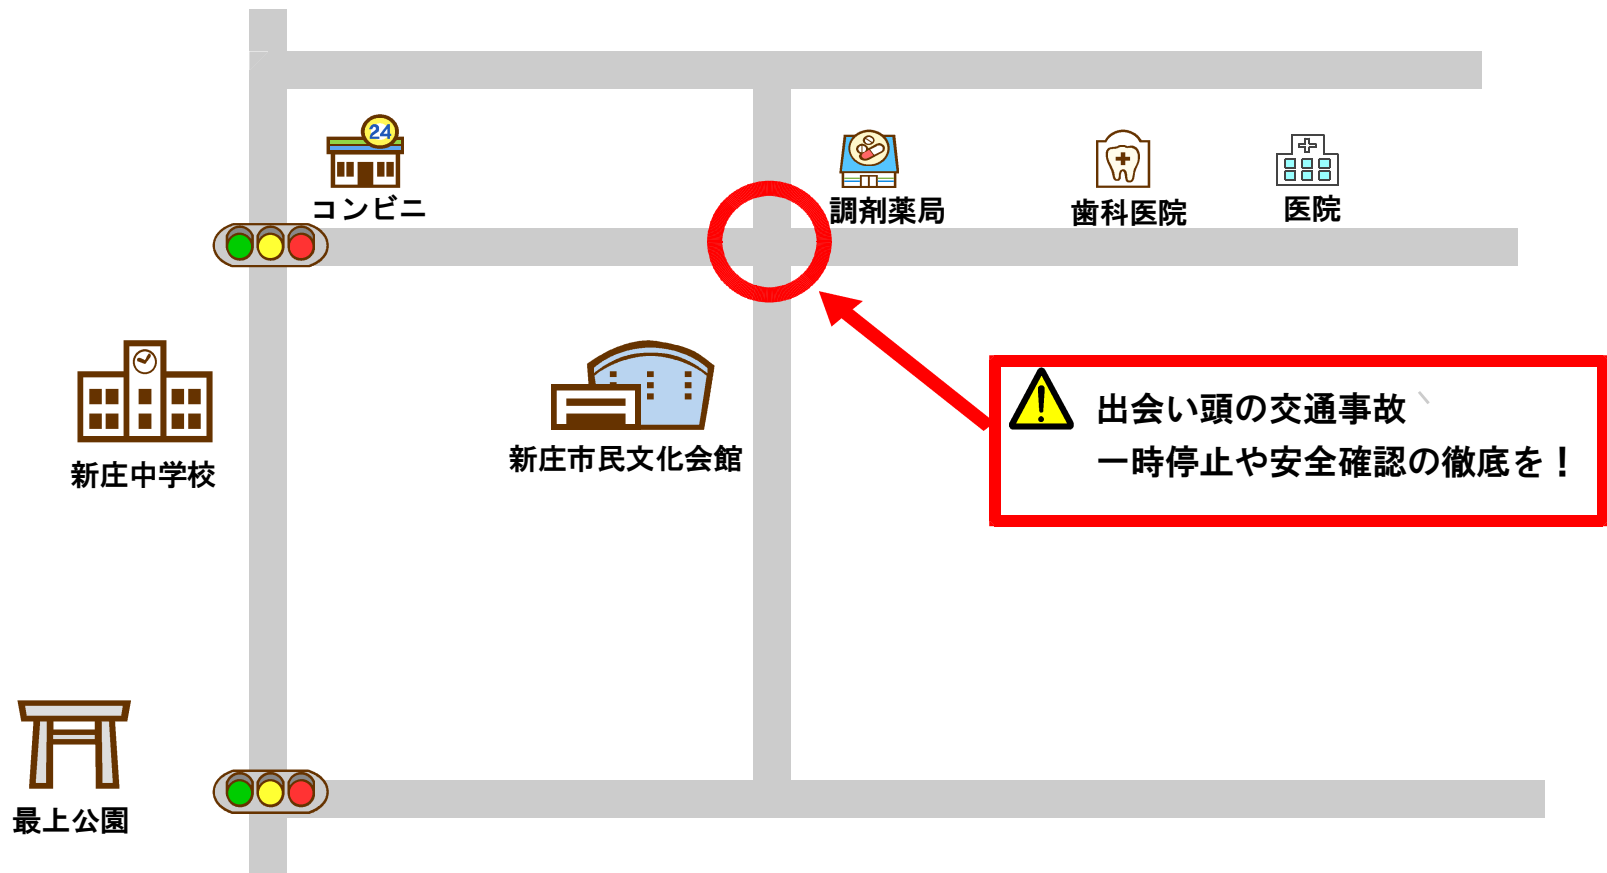 24
コンビニ
調剤薬局
歯科医院
医院
出会い頭の交通事故
一時停止や安全確認の徹底を！
新庄中学校
新庄市民文化会館
最上公園